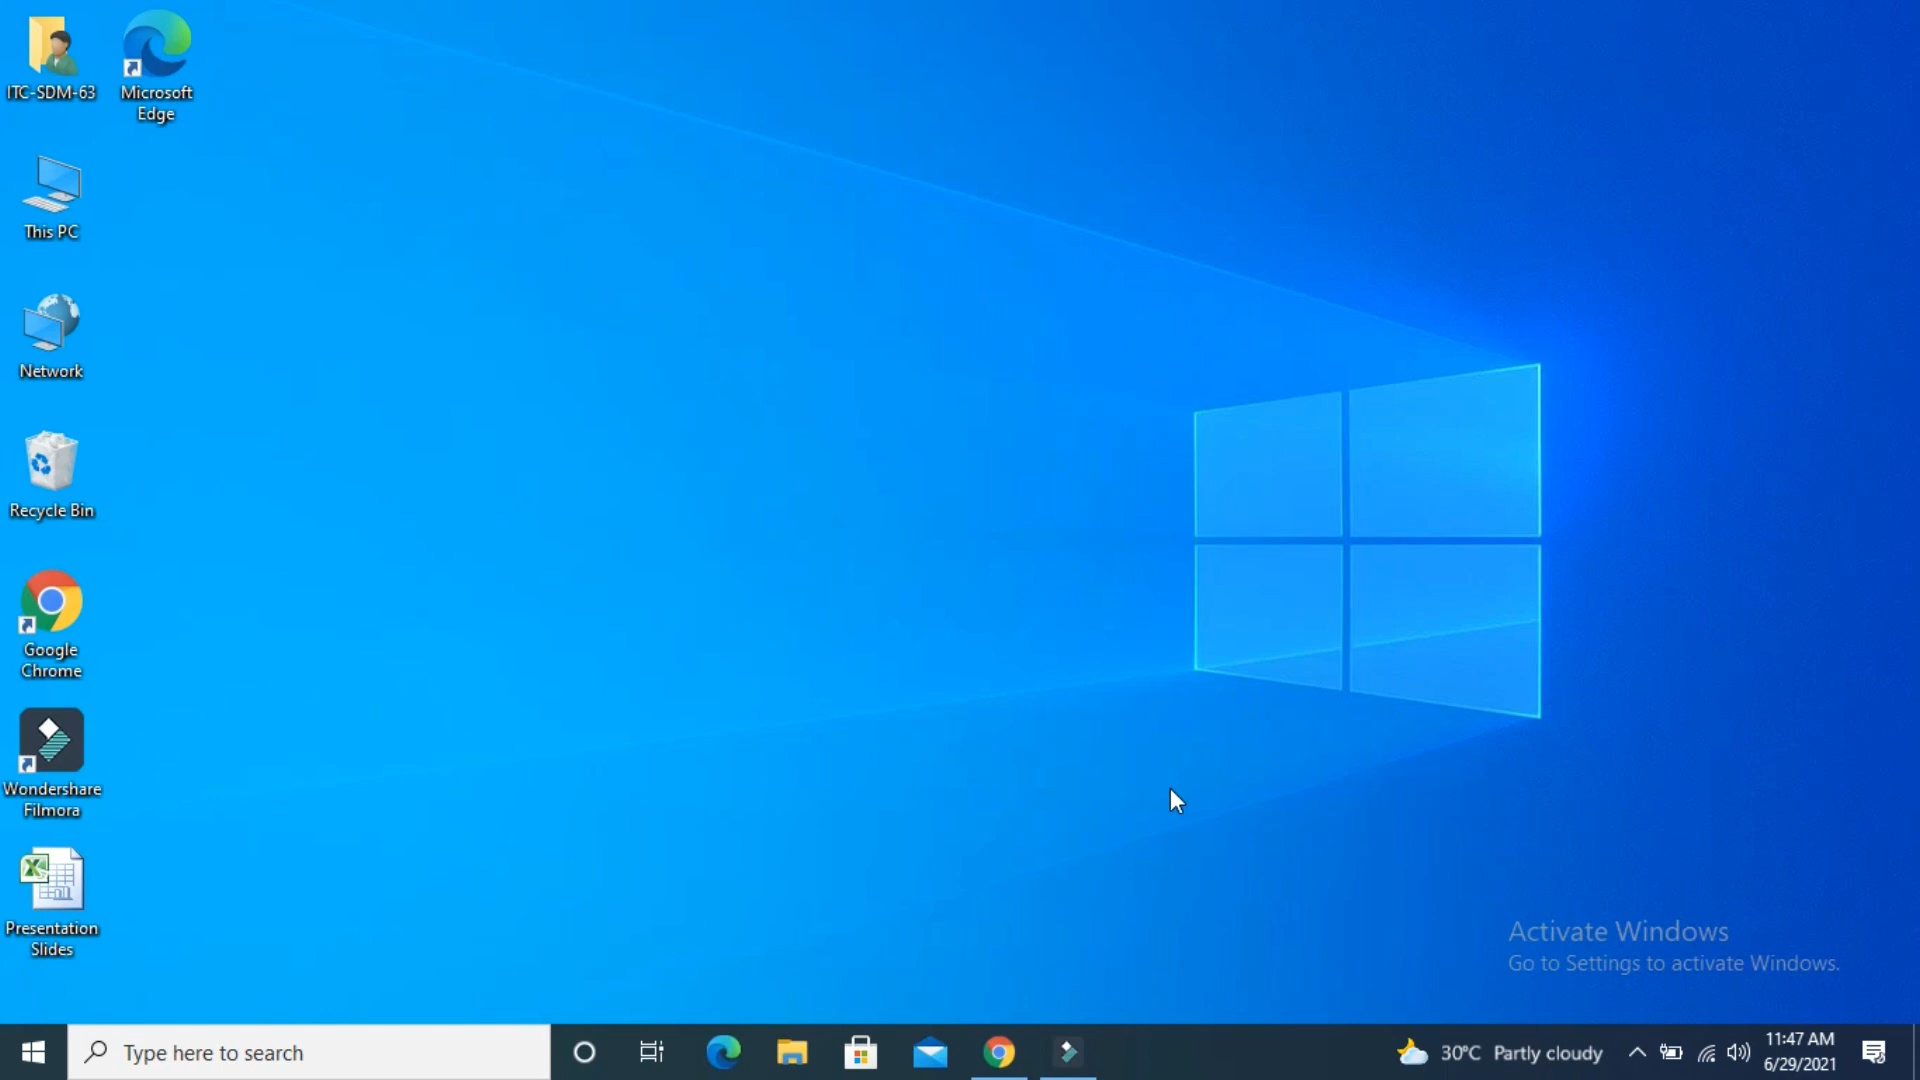 ITC-SDM-63
Microsoft
Edge
This PC
Network
Recycle Bin
Google
Chrome
Wondershare
Filmora
Presentation
Slides
Activate Windows
Go to Settings to activate Windows.
Type here to search
30°C Partly cloudy
11:47 AM
6/29/2021